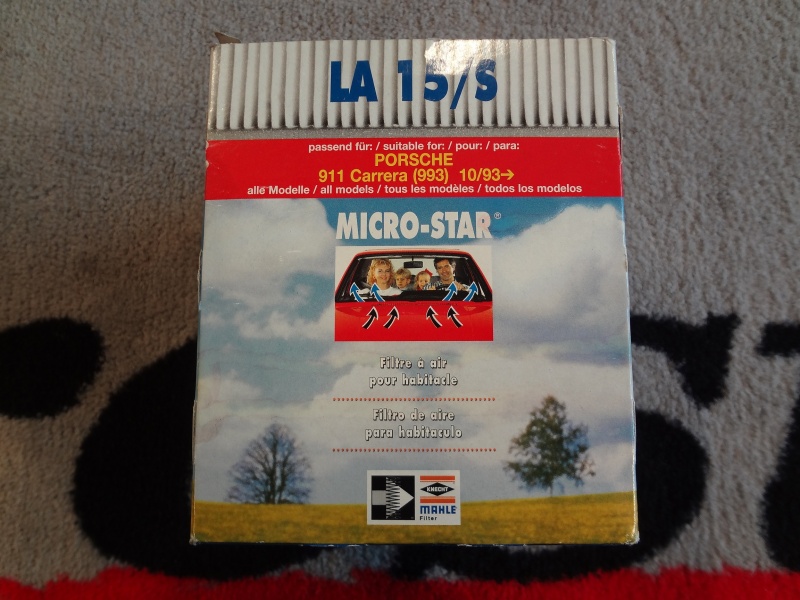 LA 15/S
passend für: / suitable for: / pour: / para:
PORSCHE
911 Carrera (993) 10/93→
alle Modelle / all models / tous les modèles / todos los modelos
MICRO-STAR®
Filtre à air
pour habitacle
Filtro de aire
para habitaculo
KNECHT
MAHLE
Filter